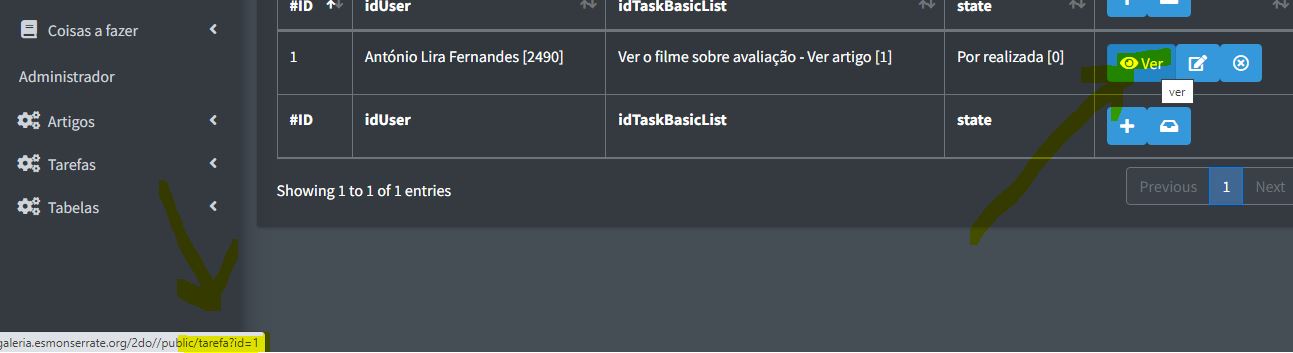 #ID idUser idTaskBasicList state
Coisas a fazer
1 António Lira Fernandes [2490] Ver o filme sobre avaliação - Ver artigo [1] Por realizada [0] Ver
Administrador
ver
Artigos
#ID idUser idTaskBasicList state
Tarefas
Showing 1 to 1 of 1 entries
Previous 1 Next
Tabelas
galeria.esmonserrate.org/2do//public/tarefa?id=1